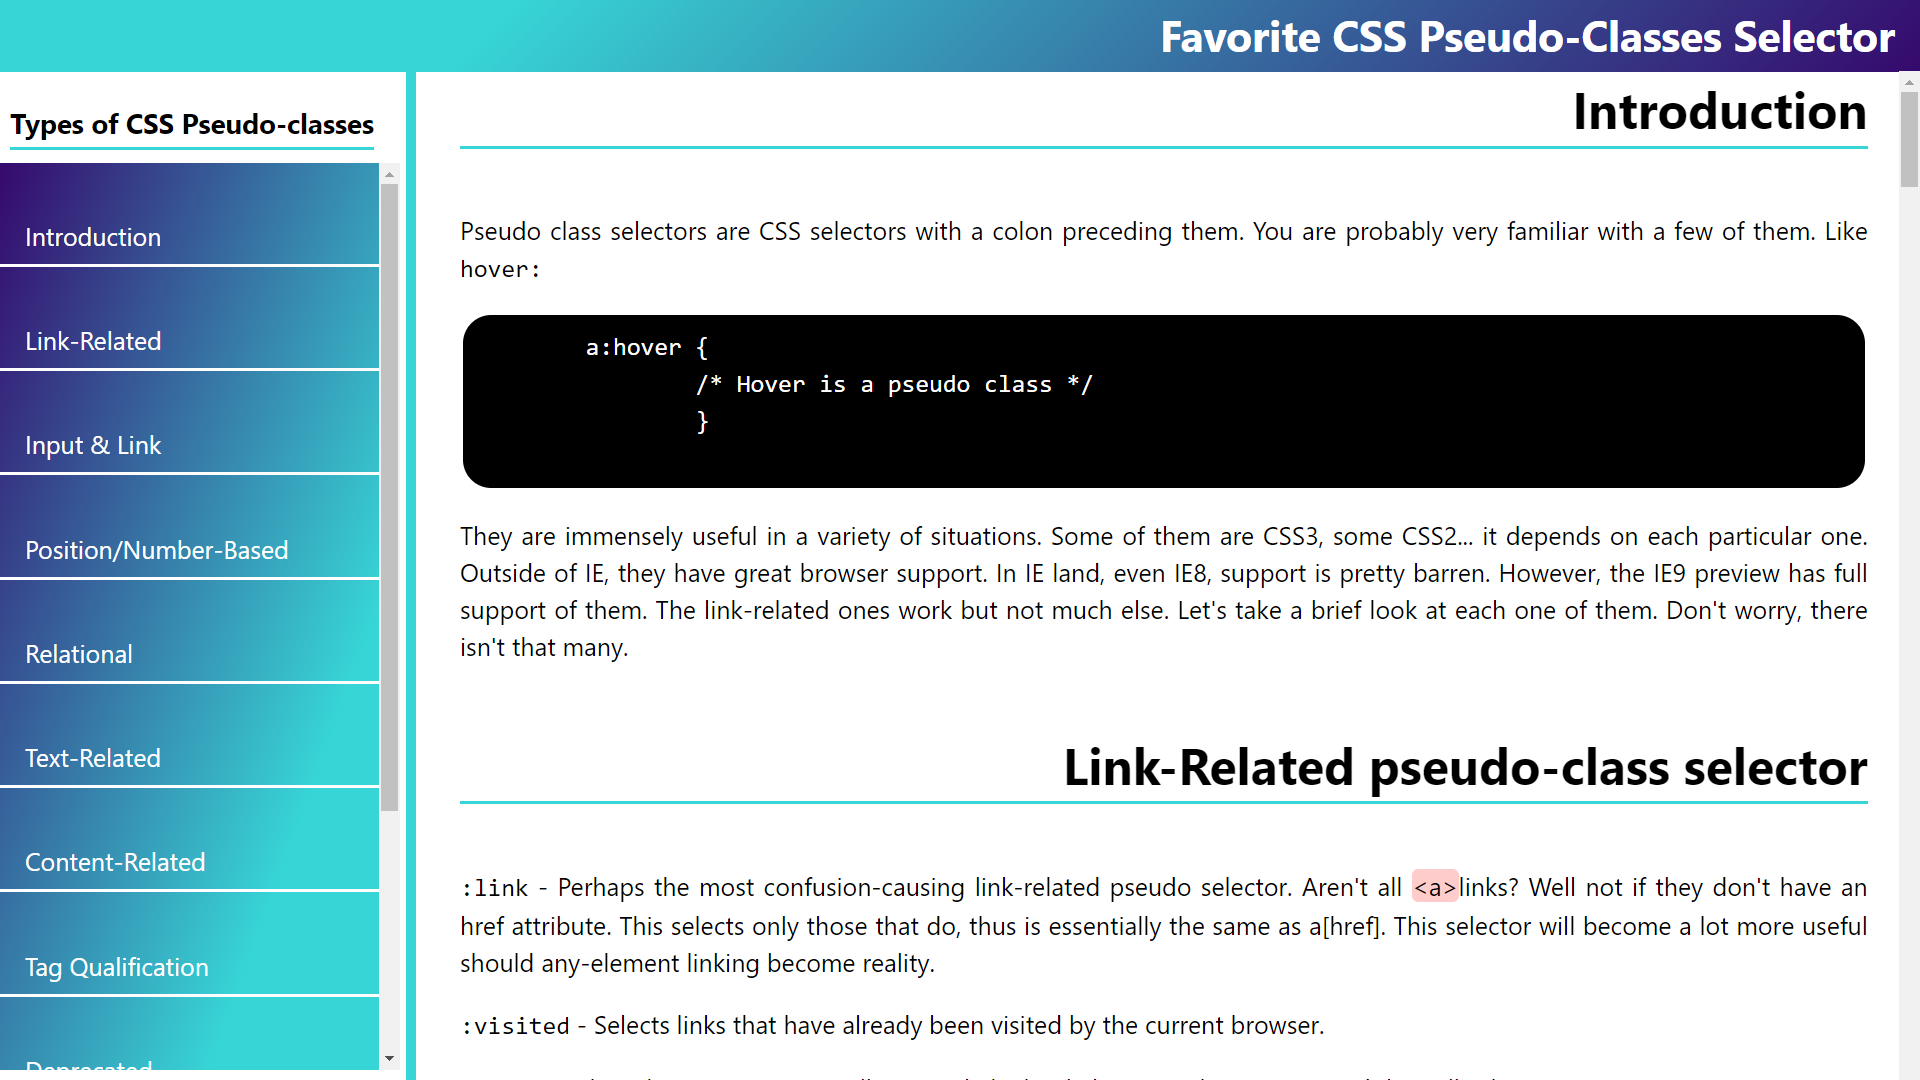 Favorite CSS Pseudo-Classes Selector
Types of CSS Pseudo-classes
Introduction
Link-Related
Input & Link
Position/Number-Based
Relational
Text-Related
Content-Related
Tag Qualification
Deprecated
Introduction
Pseudo class selectors are CSS selectors with a colon preceding them. You are probably very familiar with a few of them. Like
hover:
a:hover {
/* Hover is a pseudo class */
}
They are immensely useful in a variety of situations. Some of them are CSS3, some CSS2... it depends on each particular one.
Outside of IE, they have great browser support. In IE land, even IE8, support is pretty barren. However, the IE9 preview has full
support of them. The link-related ones work but not much else. Let's take a brief look at each one of them. Don't worry, there
isn't that many.
Link-Related pseudo-class selector
:link - Perhaps the most confusion-causing link-related pseudo selector. Aren't all <a>links? Well not if they don't have an
href attribute. This selects only those that do, thus is essentially the same as a[href]. This selector will become a lot more useful
should any-element linking become reality.
:visited - Selects links that have already been visited by the current browser.